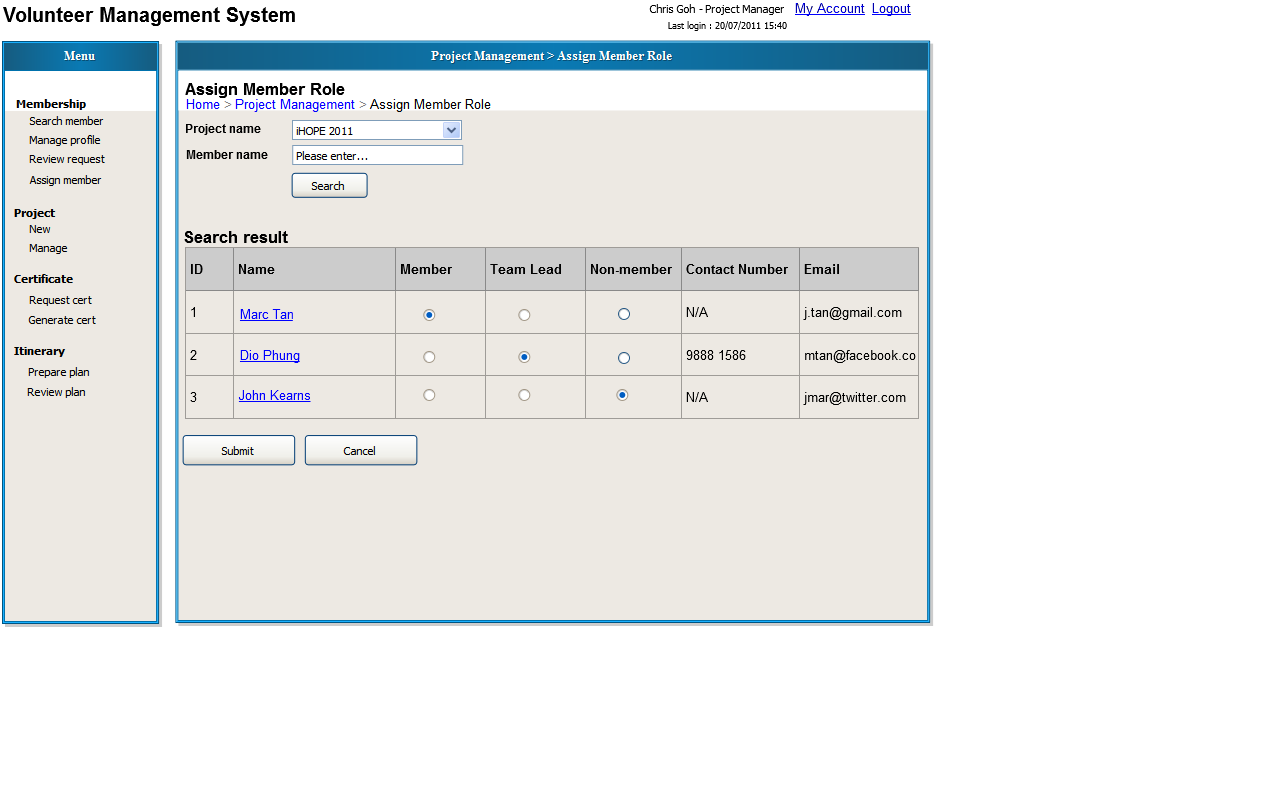 Volunteer Management System
Chris Goh - Project Manager My Account Logout
Last login : 20/07/2011 15:40
Menu
Membership
Search member
Manage profile
Review request
Assign member
Project
New
Manage
Certificate
Request cert
Generate cert
Itinerary
Prepare plan
Review plan
Project Management > Assign Member Role
Assign Member Role
Home > Project Management > Assign Member Role
Project name iHOPE 2011
Member name Please enter...
Search
Search result
ID Name Member Team Lead Non-member Contact Number Email
1 Marc Tan N/A j.tan@gmail.com
2 Dio Phung 9888 1586 mtan@facebook.co
3 John Kearns N/A jmar@twitter.com
Submit Cancel